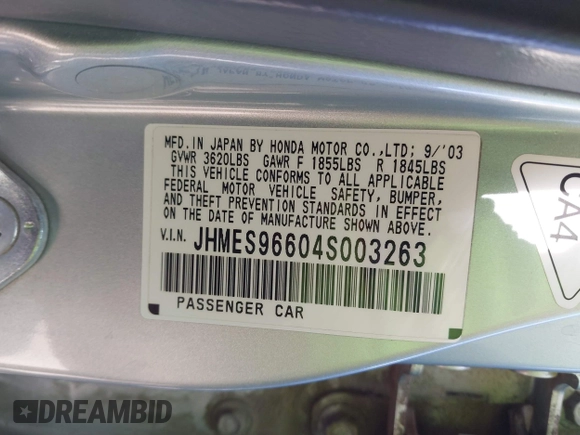 MFD.IN JAPAN BY HONDA MOTOR CO.,LTD; 9/'03
GVWR 3620LBS GAWR F 1855LBS R 1845LBS
THIS VEHICLE CONFORMS TO ALL APPLICABLE
FEDERAL MOTOR VEHICLE SAFETY, BUMPER,
AND THEFT PREVENTION STANDARDS IN EFFECT
ON THE DATE OF MANUFACTURE SHOWN ABOVE.
V.I.N. JHMES96604S003263
PASSENGER CAR
CA4
DREAMBID